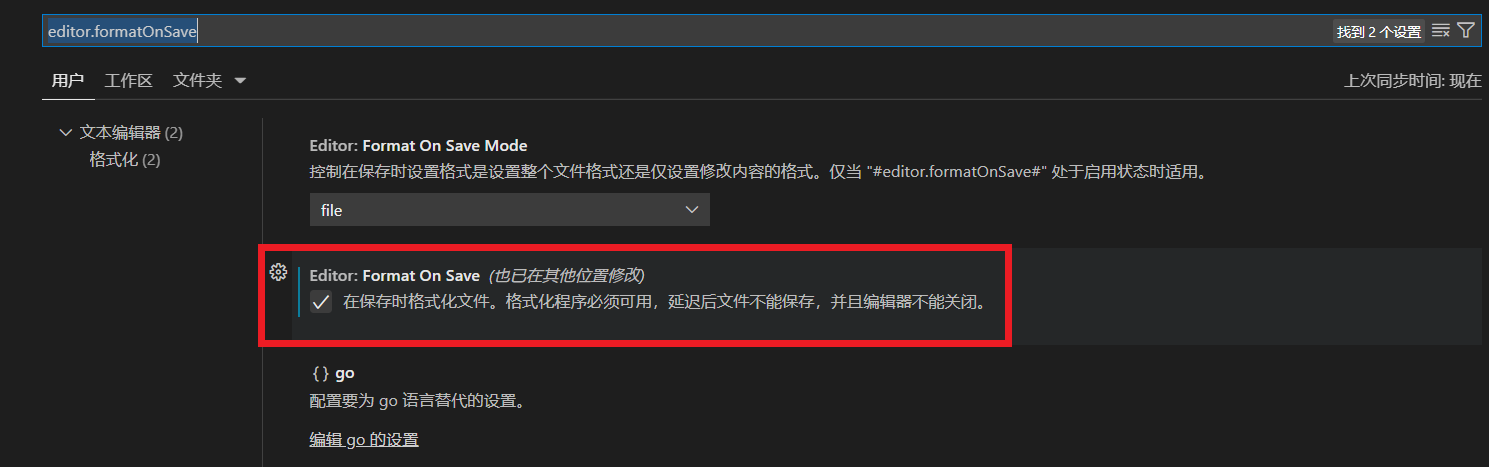 editor.formatOnSave
找到 2 个设置
用户 工作区 文件夹
上次同步时间: 现在
文本编辑器 (2)
格式化 (2)
Editor: Format On Save Mode
控制在保存时设置格式是设置整个文件格式还是仅设置修改内容的格式。仅当 "#editor.formatOnSave#" 处于启用状态时适用。
file
Editor: Format On Save (也已在其他位置修改)
在保存时格式化文件。格式化程序必须可用，延迟后文件不能保存，并且编辑器不能关闭。
{} go
配置要为 go 语言替代的设置。
编辑 go 的设置